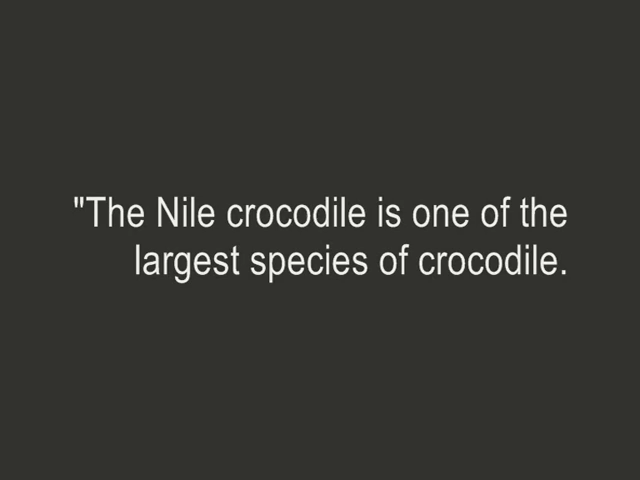 "The Nile crocodile is one of the
largest species of crocodile.